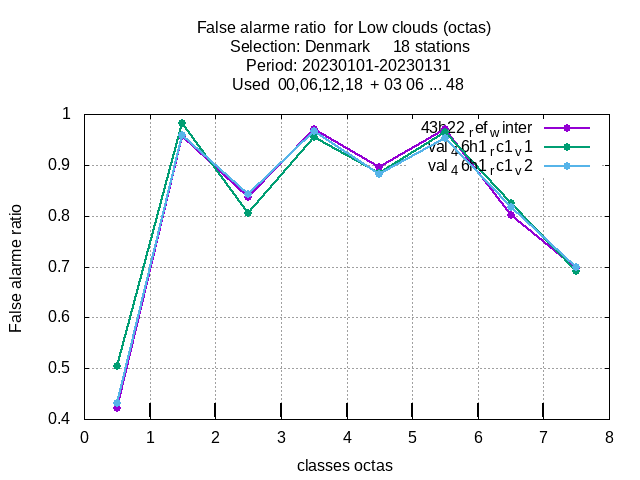 False alarme ratio  for Low clouds (octas)
Selection: Denmark     18 stations
Period: 20230101-20230131
Used  00,06,12,18  + 03 06 ... 48
43h22_ref_winter
val_46h1_rc1_v1
val_46h1_rc1_v2
1
0.9
0.8
0.7
0.6
0.5
0.4
False alarme ratio
0 1 2 3 4 5 6 7 8
classes octas